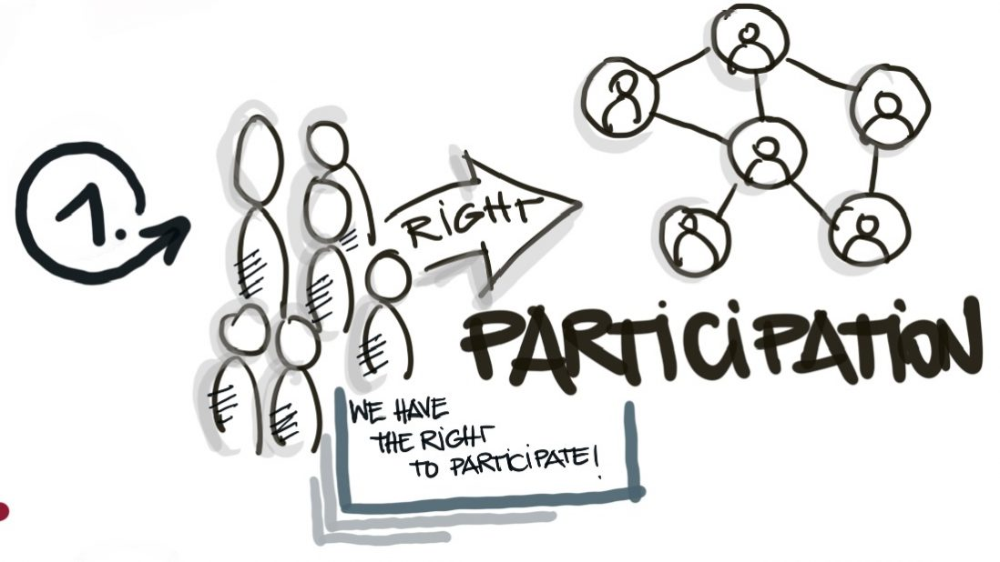 1.
RIGHT
PARTICIPATION
WE HAVE
THE RIGHT
TO PARTICIPATE!